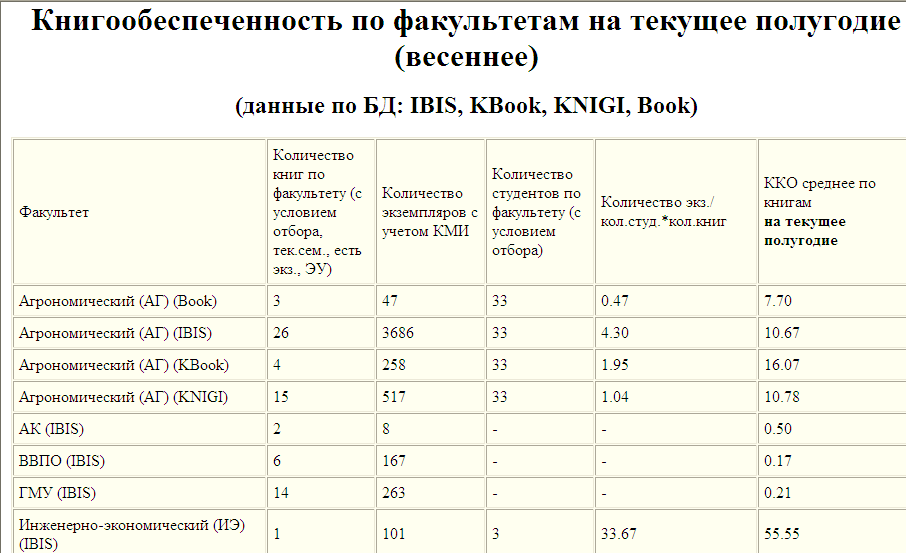 Книгообеспеченность по факультетам на текущее полугодие
(весеннее)
(данные по БД: IBIS, KBook, KNIGI, Book)
Факультет
Количество
книг по
факультету (с
условием
отбора,
тек.сем., есть
экз., ЭУ)
Количество
экземпляров с
учетом КМИ
Количество
студентов по
факультету (с
условием
отбора)
Количество экз./
кол.студ.*кол.книг
ККО среднее по
книгам
на текущее
полугодие
Агрономический (АГ) (Book) 3 47 33 0.47 7.70
Агрономический (АГ) (IBIS) 26 3686 33 4.30 10.67
Агрономический (АГ) (KBook) 4 258 33 1.95 16.07
Агрономический (АГ) (KNIGI) 15 517 33 1.04 10.78
АК (IBIS) 2 8 - - 0.50
ВВПО (IBIS) 6 167 - - 0.17
ГМУ (IBIS) 14 263 - - 0.21
Инженерно-экономический (ИЭ)
(IBIS) 1 101 3 33.67 55.55